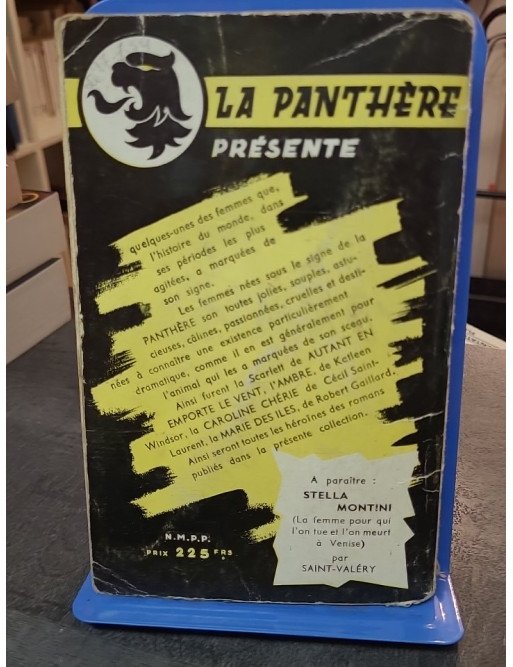 LA PANTHÈRE
PRÉSENTE
quelques-unes des femmes que,
l'histoire du monde, dans
ses périodes les plus
agitées, a marquées de
son signe.
Les femmes nées sous le signe de la
PANTHÈRE son toutes jolies, souples, astu-
cieuses, câlines, passionnées, cruelles et desti-
nées à connaître une existence particulièrement
dramatique, comme il en est généralement pour
l'animal qui les a marquées de son sceau.
Ainsi furent la Scarlett de AUTANT EN
EMPORTE LE VENT, l'AMBRE, de Katleen
Windsor, la CAROLINE CHÉRIE de Cécil Saint-
Laurent, la MARIE DES ILES, de Robert Gaillard.
Ainsi seront toutes les héroïnes des romans
publiés dans la présente collection.
A paraître :
STELLA
MONTINI
(La femme pour qui
l'on tue et l'on meurt
à Venise)
par
SAINT-VALÉRY
N.M.P.P.
PRIX 225 FRS